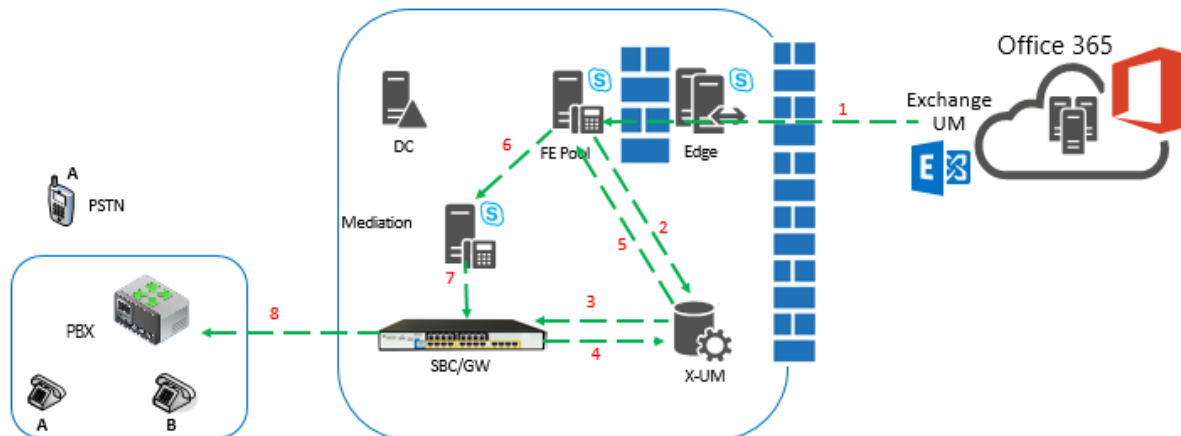 Office 365
Exchange
UM
1
DC
FE Pool
Edge
6
A
PSTN
Mediation
2
5
7
3
PBX
8
4
SBC/GW
X-UM
A
B